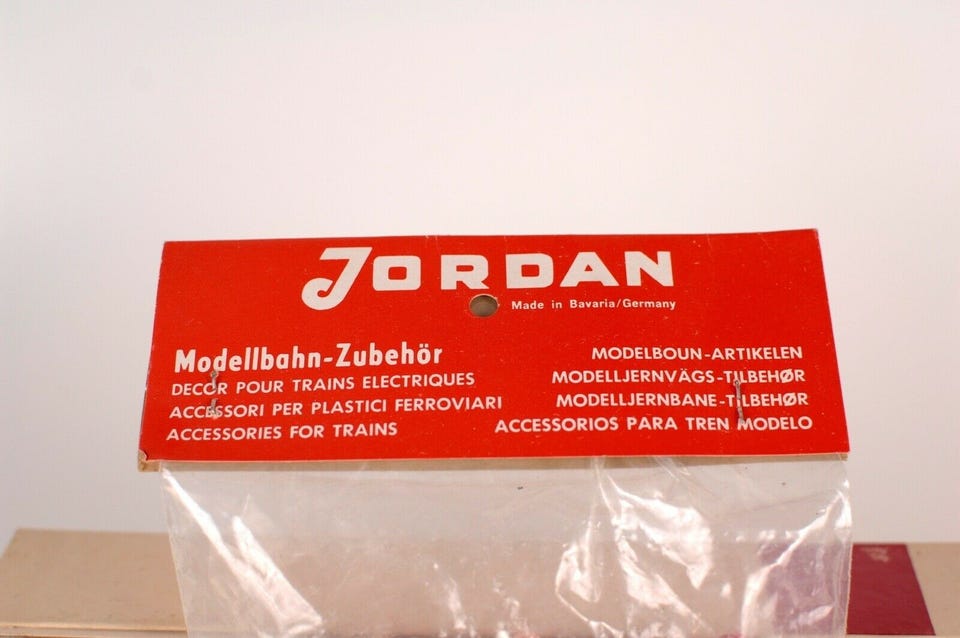 JORDAN
Made in Bavaria/Germany
Modellbahn-Zubehör
DECOR POUR TRAINS ELECTRIQUES
ACCESSORI PER PLASTICI FERROVIARI
ACCESSORIES FOR TRAINS
MODELBOUN-ARTIKELEN
MODELLJERNVÄGS-TILBEHØR
MODELLJERNBANE-TILBEHØR
ACCESSORIOS PARA TREN MODELO